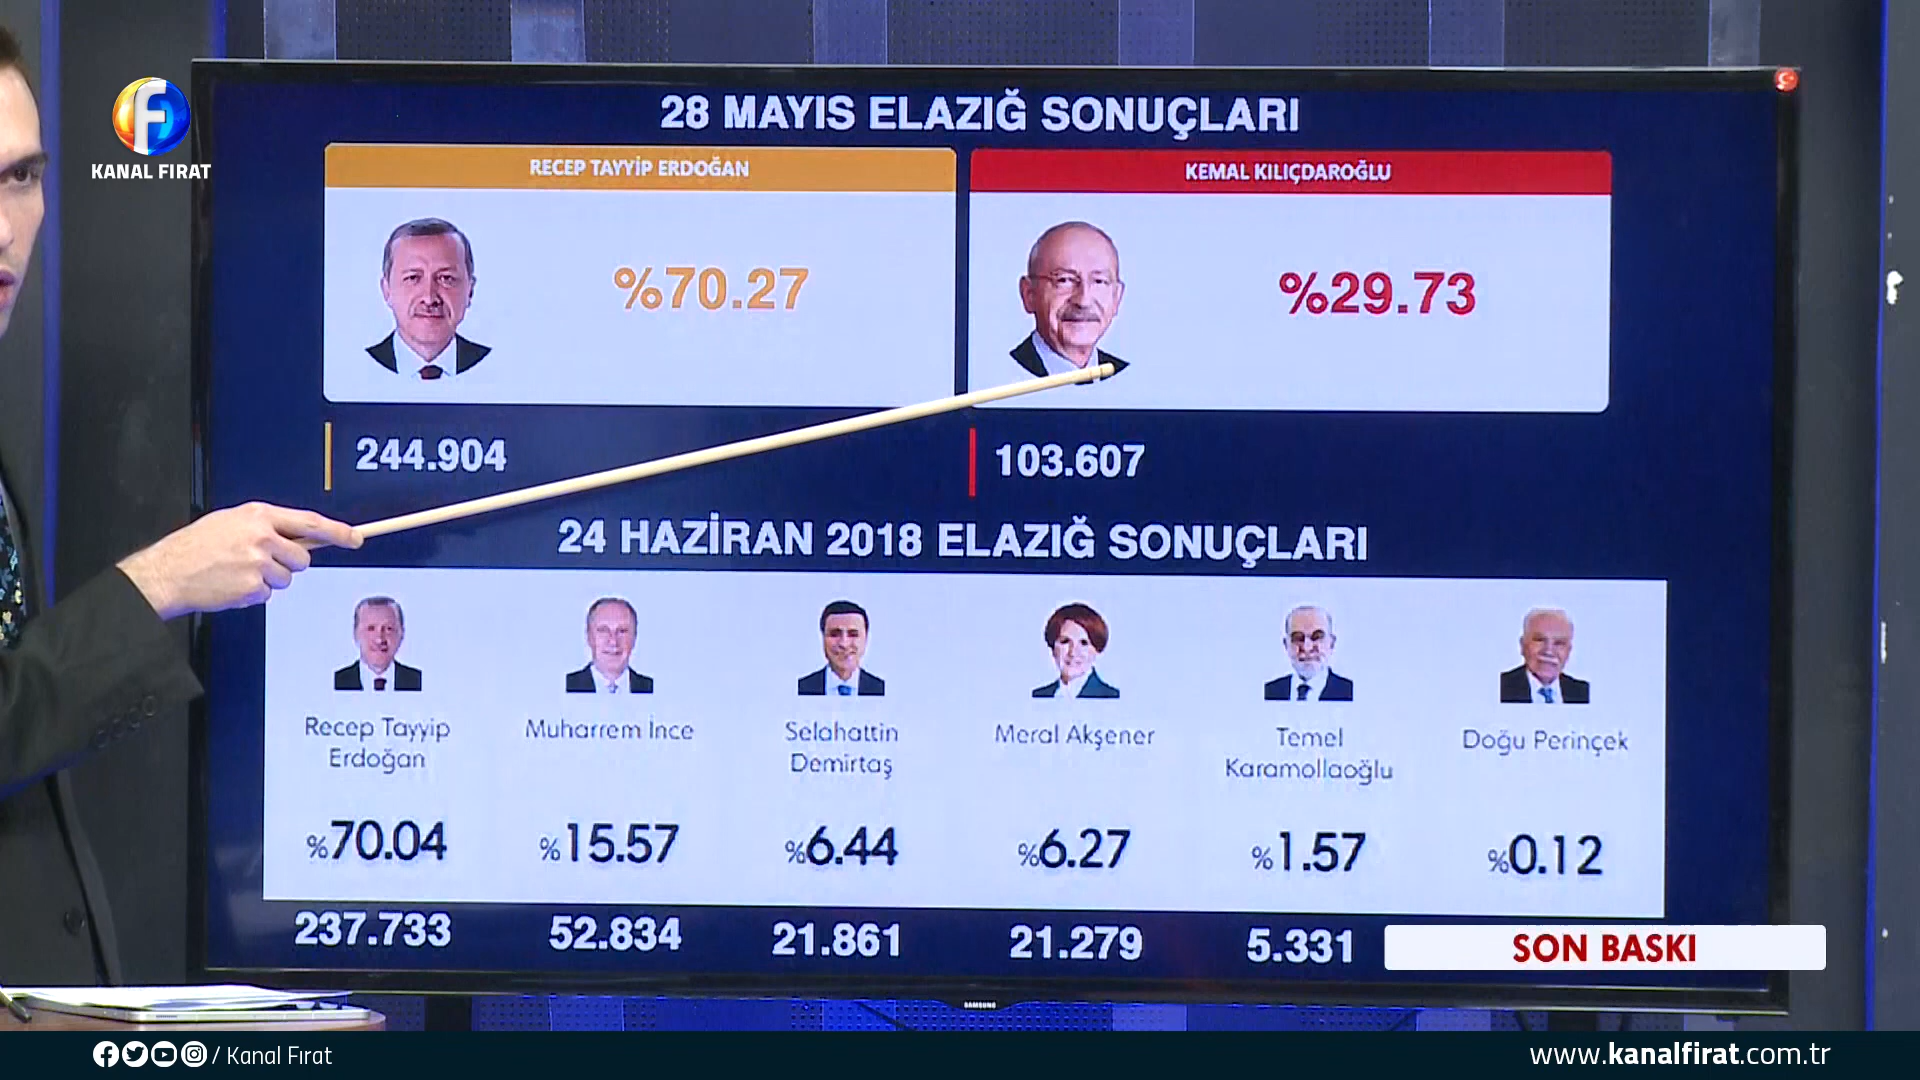 KANAL FIRAT
28 MAYIS ELAZIĞ SONUÇLARI
RECEP TAYYİP ERDOĞAN
%70.27
244.904
KEMAL KILIÇDAROĞLU
%29.73
103.607
24 HAZİRAN 2018 ELAZIĞ SONUÇLARI
Recep Tayyip
Erdoğan
%70.04
237.733
Muharrem İnce
%15.57
52.834
Selahattin
Demirtaş
%6.44
21.861
Meral Akşener
%6.27
21.279
Temel
Karamollaoğlu
%1.57
5.331
Doğu Perinçek
%0.12
SON BASKI
SAMSUNG
/ Kanal Fırat
www.kanalfirat.com.tr